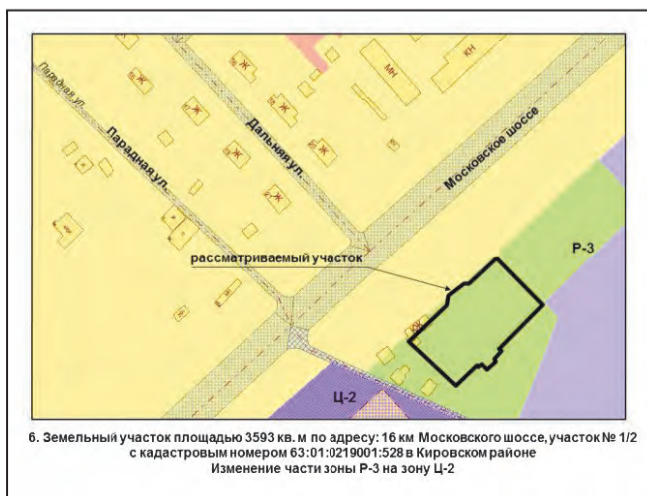 МН
КН
Парадная ул.
Ж
Ж
Ж
Ж
Ж
Ж
Парадная ул.
Дальняя ул.
Московское шоссе
рассматриваемый участок
Р-3
Ц-2
6. Земельный участок площадью 3593 кв. м по адресу: 16 км Московского шоссе, участок № 1/2
с кадастровым номером 63:01:0219001:528 в Кировском районе
Изменение части зоны Р-3 на зону Ц-2